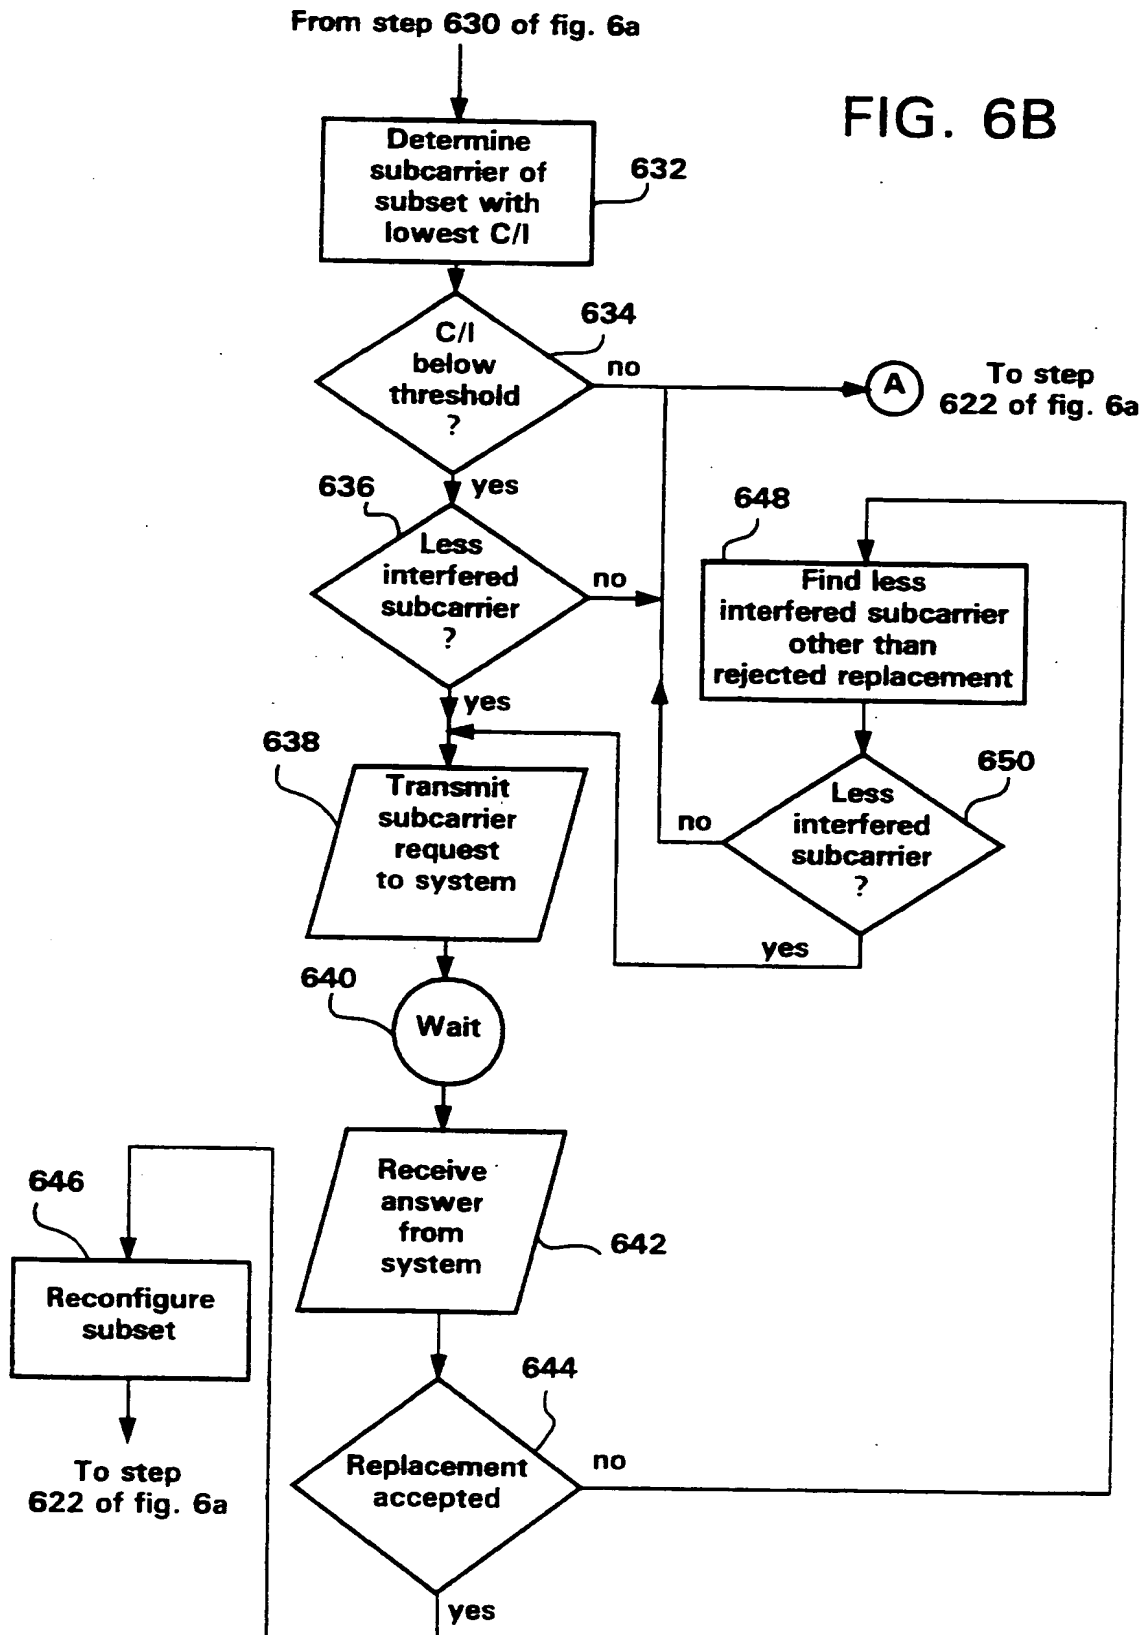 From step 630 of fig. 6a
FIG. 6B
Determine
subcarrier of
subset with
lowest C/I
632
C/I
below
threshold
?
634
no
A
To step
622 of fig. 6a
yes
636
Less
interfered
subcarrier
?
no
648
Find less
interfered subcarrier
other than
rejected replacement
yes
638
Transmit
subcarrier
request
to system
650
Less
interfered
subcarrier
?
no
yes
640
Wait
Receive
answer
from
system
642
646
Reconfigure
subset
To step
622 of fig. 6a
644
Replacement
accepted
no
yes